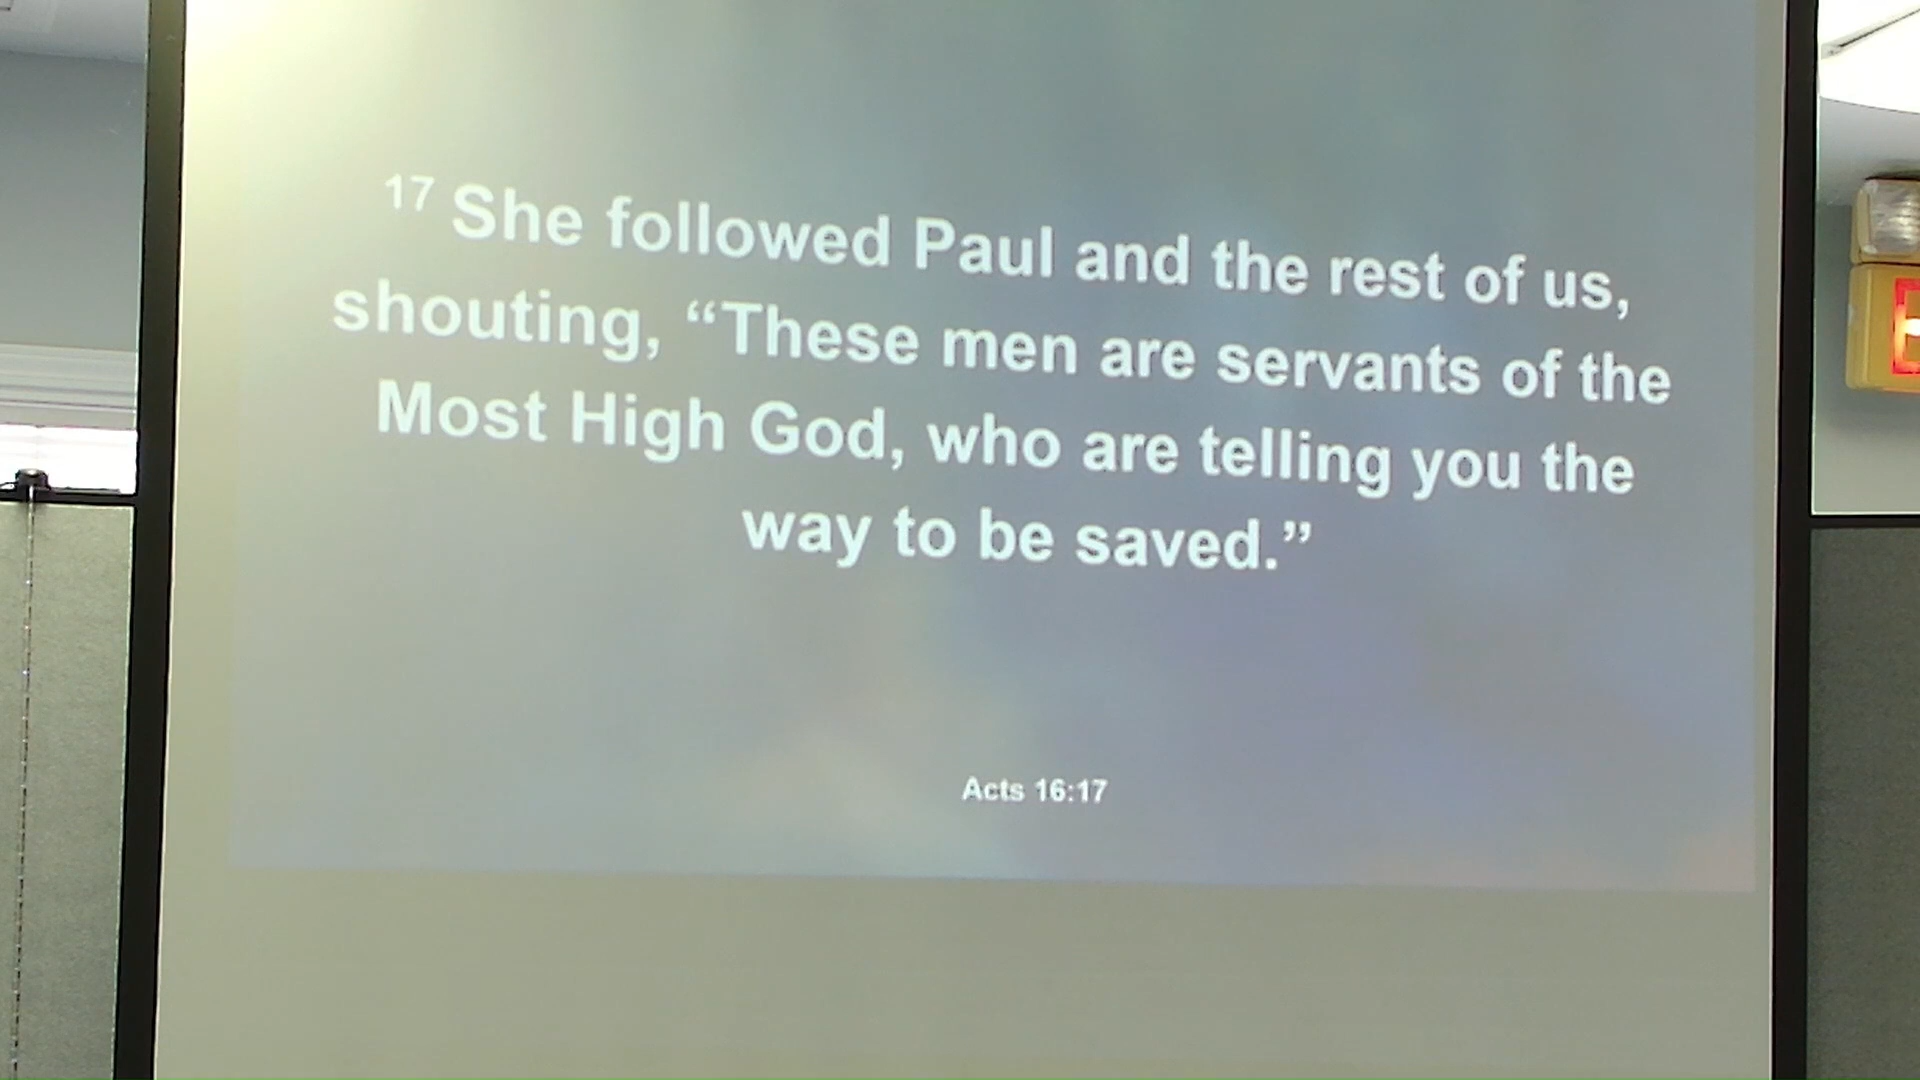 17 She followed Paul and the rest of us,
shouting, “These men are servants of the
Most High God, who are telling you the
way to be saved.”
Acts 16:17